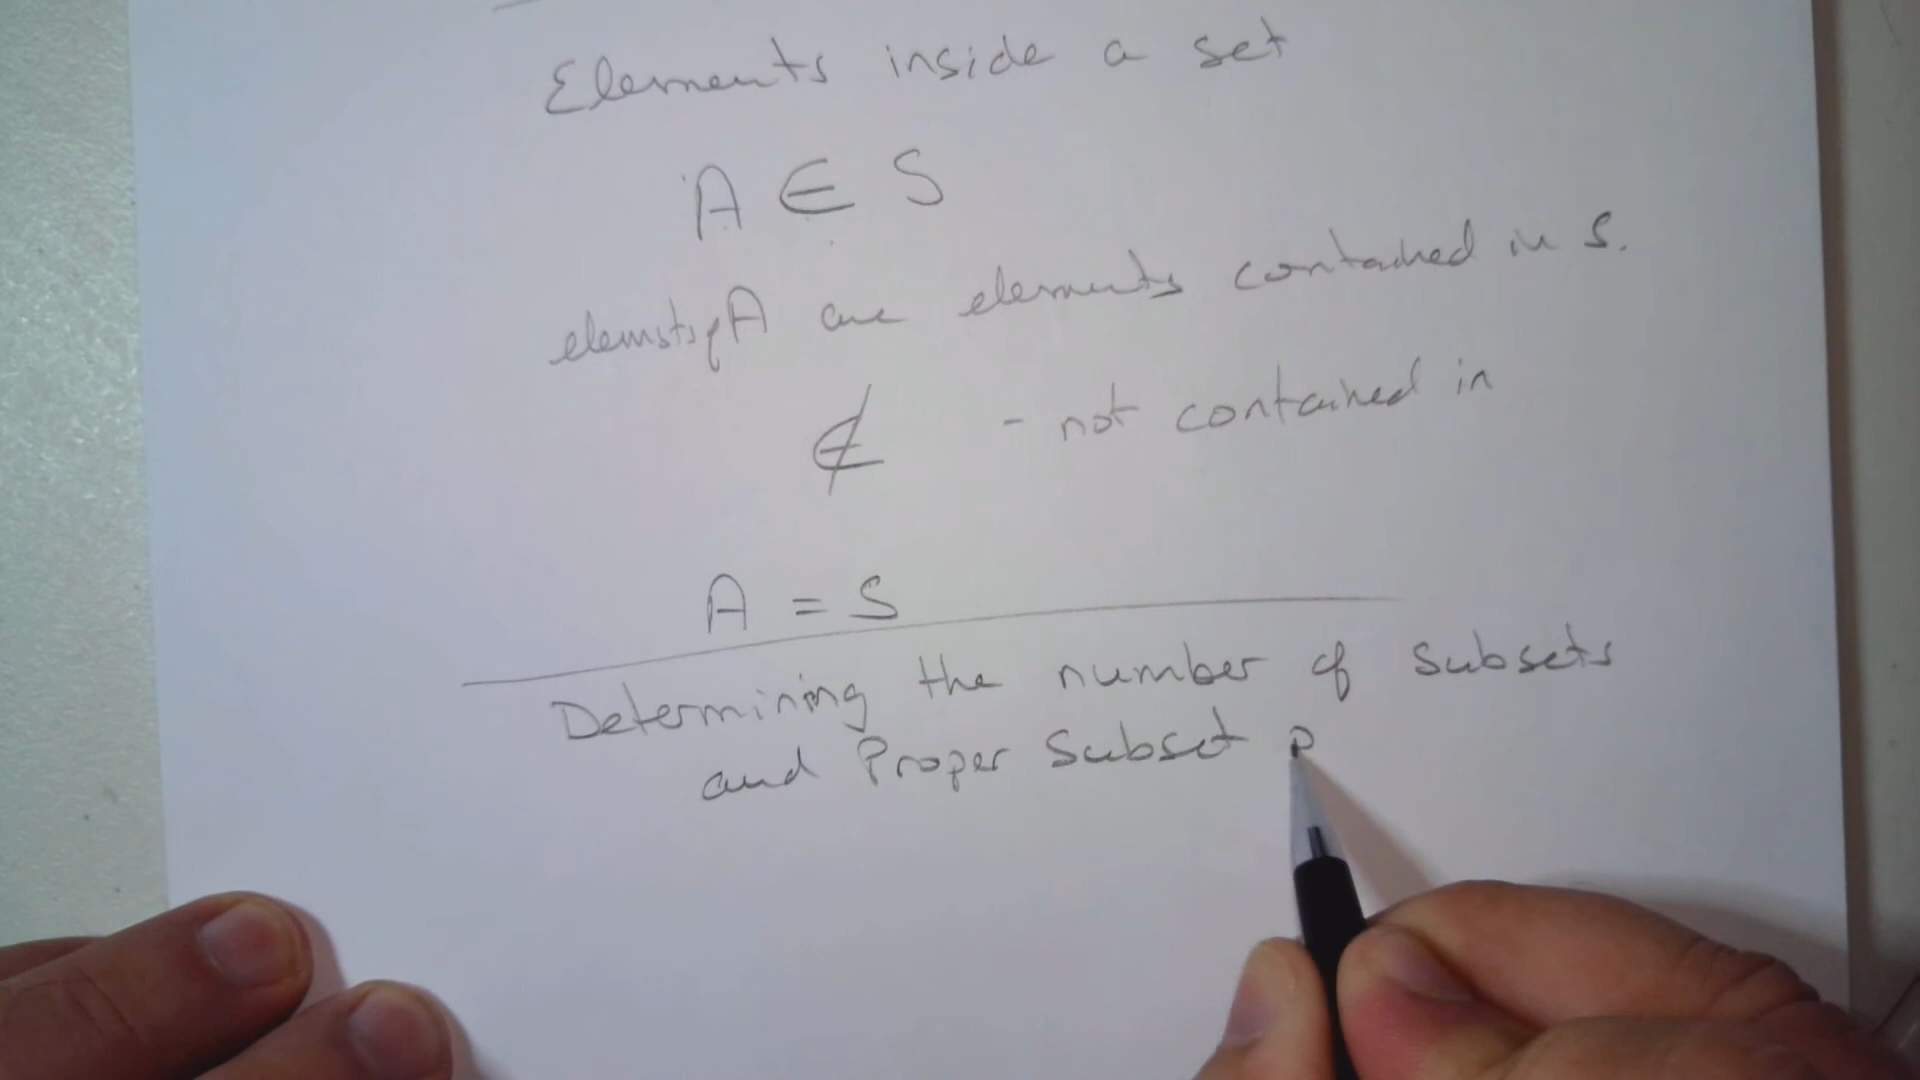 Elements inside a set
A ∈ S
elemsts of A are elements contained in S.
∉ - not contained in
A = S
Determining the number of subsets
and Proper Subset P